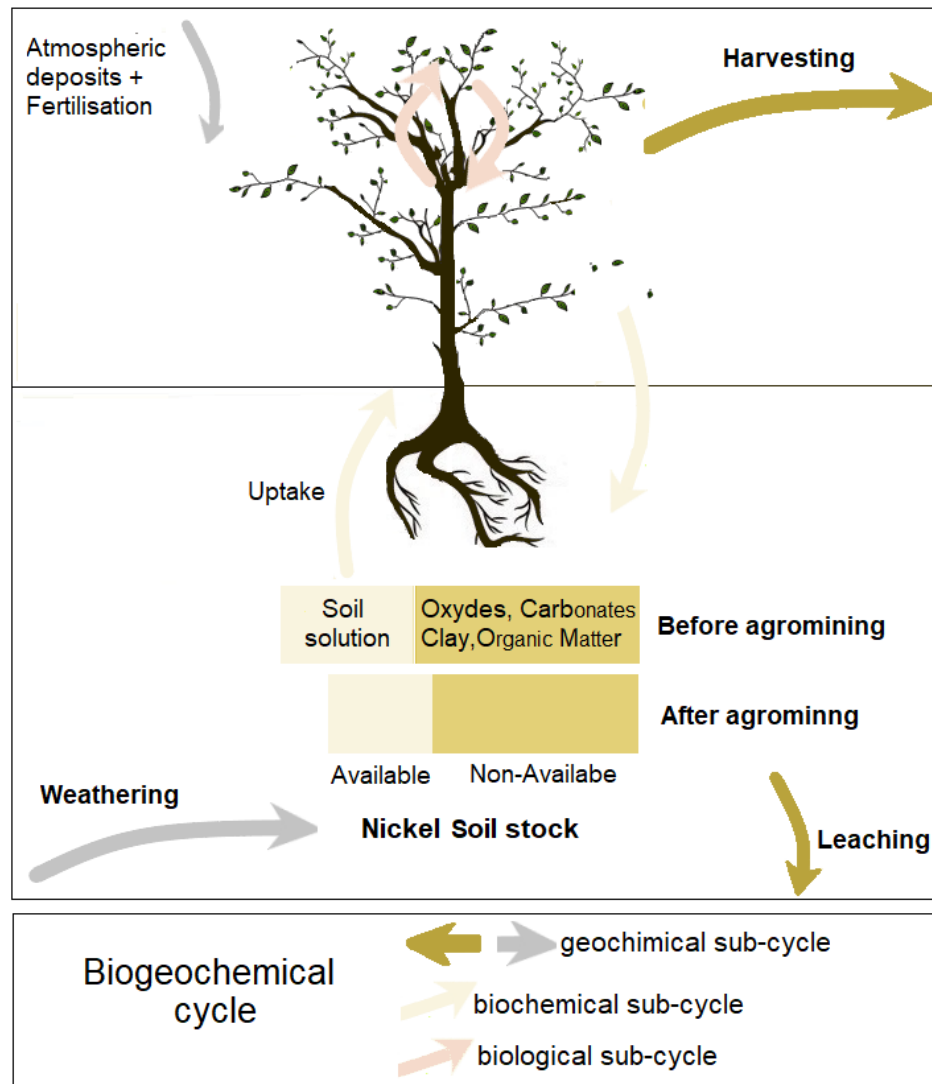 Atmospheric
deposits +
Fertilisation
Harvesting
Uptake
Soil
solution
Oxydes, Carbonates
Clay,Organic Matter
Before agromining
After agrominng
Available
Non-Availabe
Weathering
Nickel Soil stock
Leaching
Biogeochemical
cycle
geochimical sub-cycle
biochemical sub-cycle
biological sub-cycle